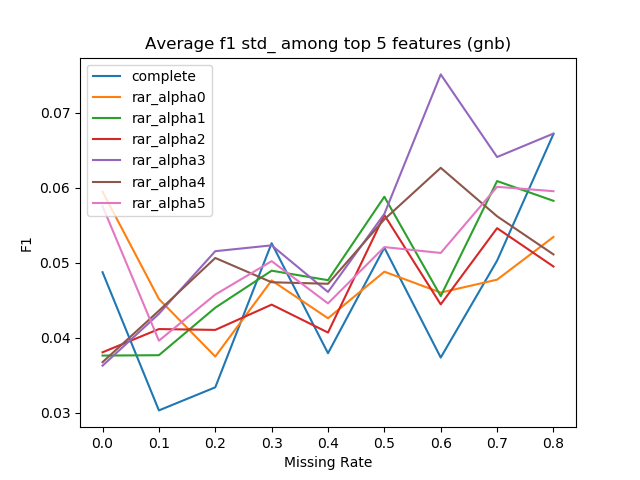 Average f1 std_ among top 5 features (gnb)
complete
rar_alpha0
rar_alpha1
rar_alpha2
rar_alpha3
rar_alpha4
rar_alpha5
F1
0.07
0.06
0.05
0.04
0.03
0.0 0.1 0.2 0.3 0.4 0.5 0.6 0.7 0.8
Missing Rate